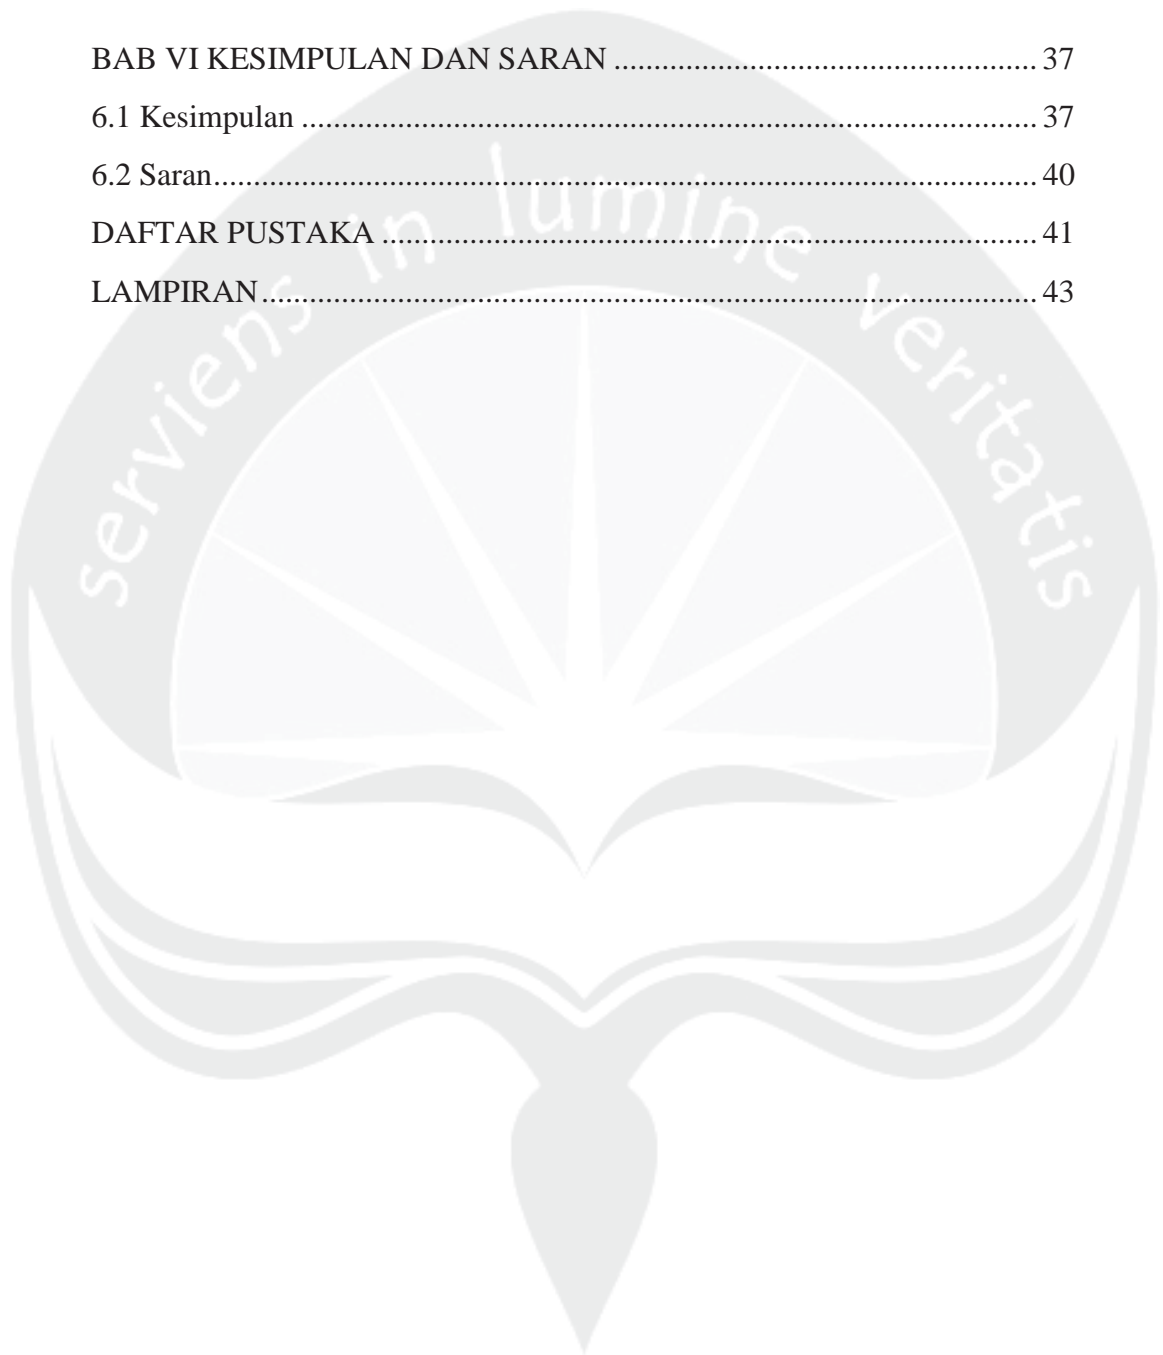 BAB VI KESIMPULAN DAN SARAN ................................................... 37
6.1 Kesimpulan ......................................................................................... 37
6.2 Saran.................................................................................................... 40
DAFTAR PUSTAKA ............................................................................... 41
LAMPIRAN.............................................................................................. 43
serviens in lumine veritatis